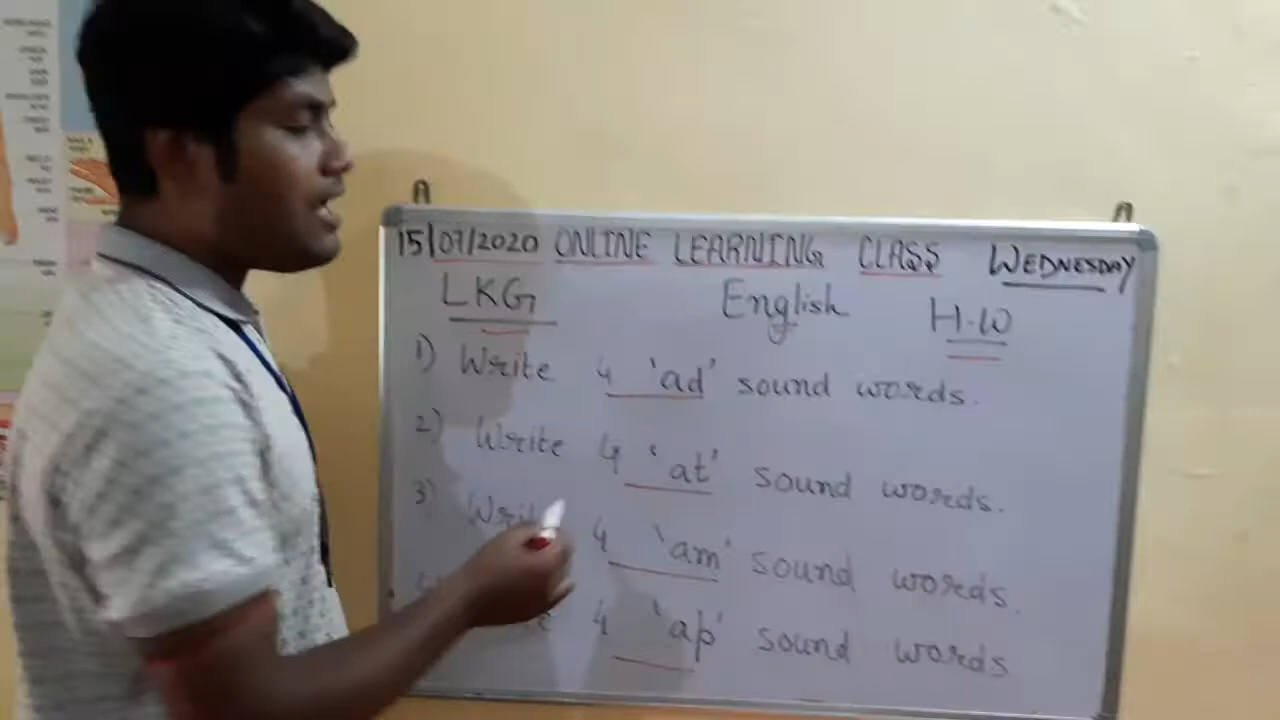 15/07/2020 ONLINE LEARNING CLASS WEDNESDAY
LKG English H.W
1) Write 4 'ad' sound words.
2) Write 4 'at' sound words.
3) Write 4 'am' sound words.
4 'ap' sound words